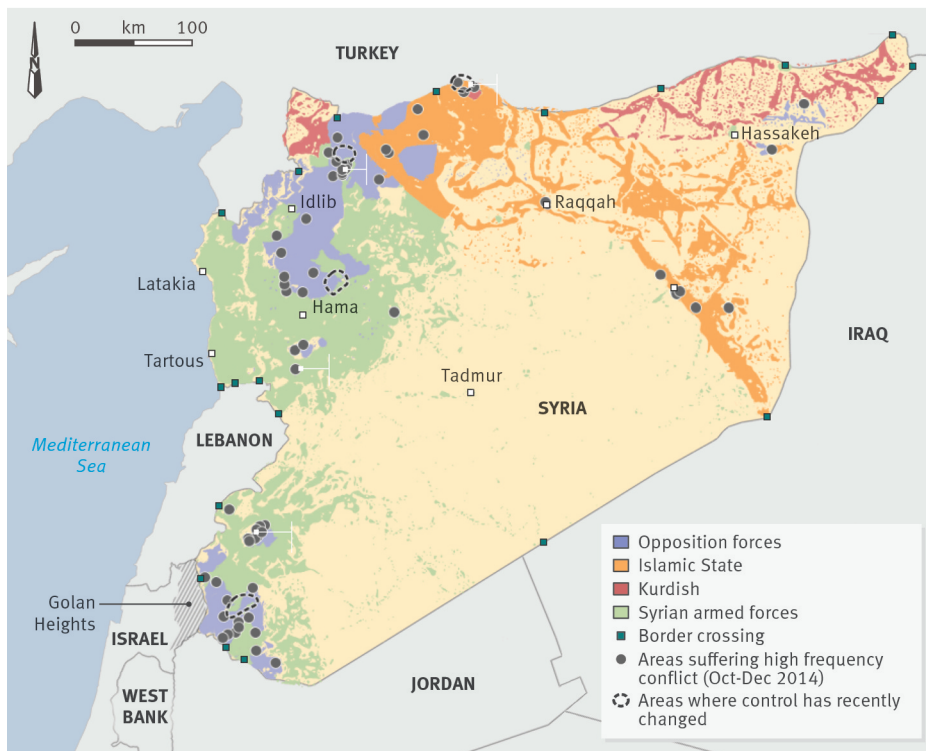 0 km 100
N
TURKEY
Hassakeh
Idlib
Raqqah
Latakia
Hama
IRAQ
Tartous
Tadmur
SYRIA
LEBANON
Mediterranean
Sea
Opposition forces
Islamic State
Kurdish
Syrian armed forces
Border crossing
Areas suffering high frequency
conflict (Oct-Dec 2014)
Areas where control has recently
changed
Golan
Heights
ISRAEL
JORDAN
WEST
BANK